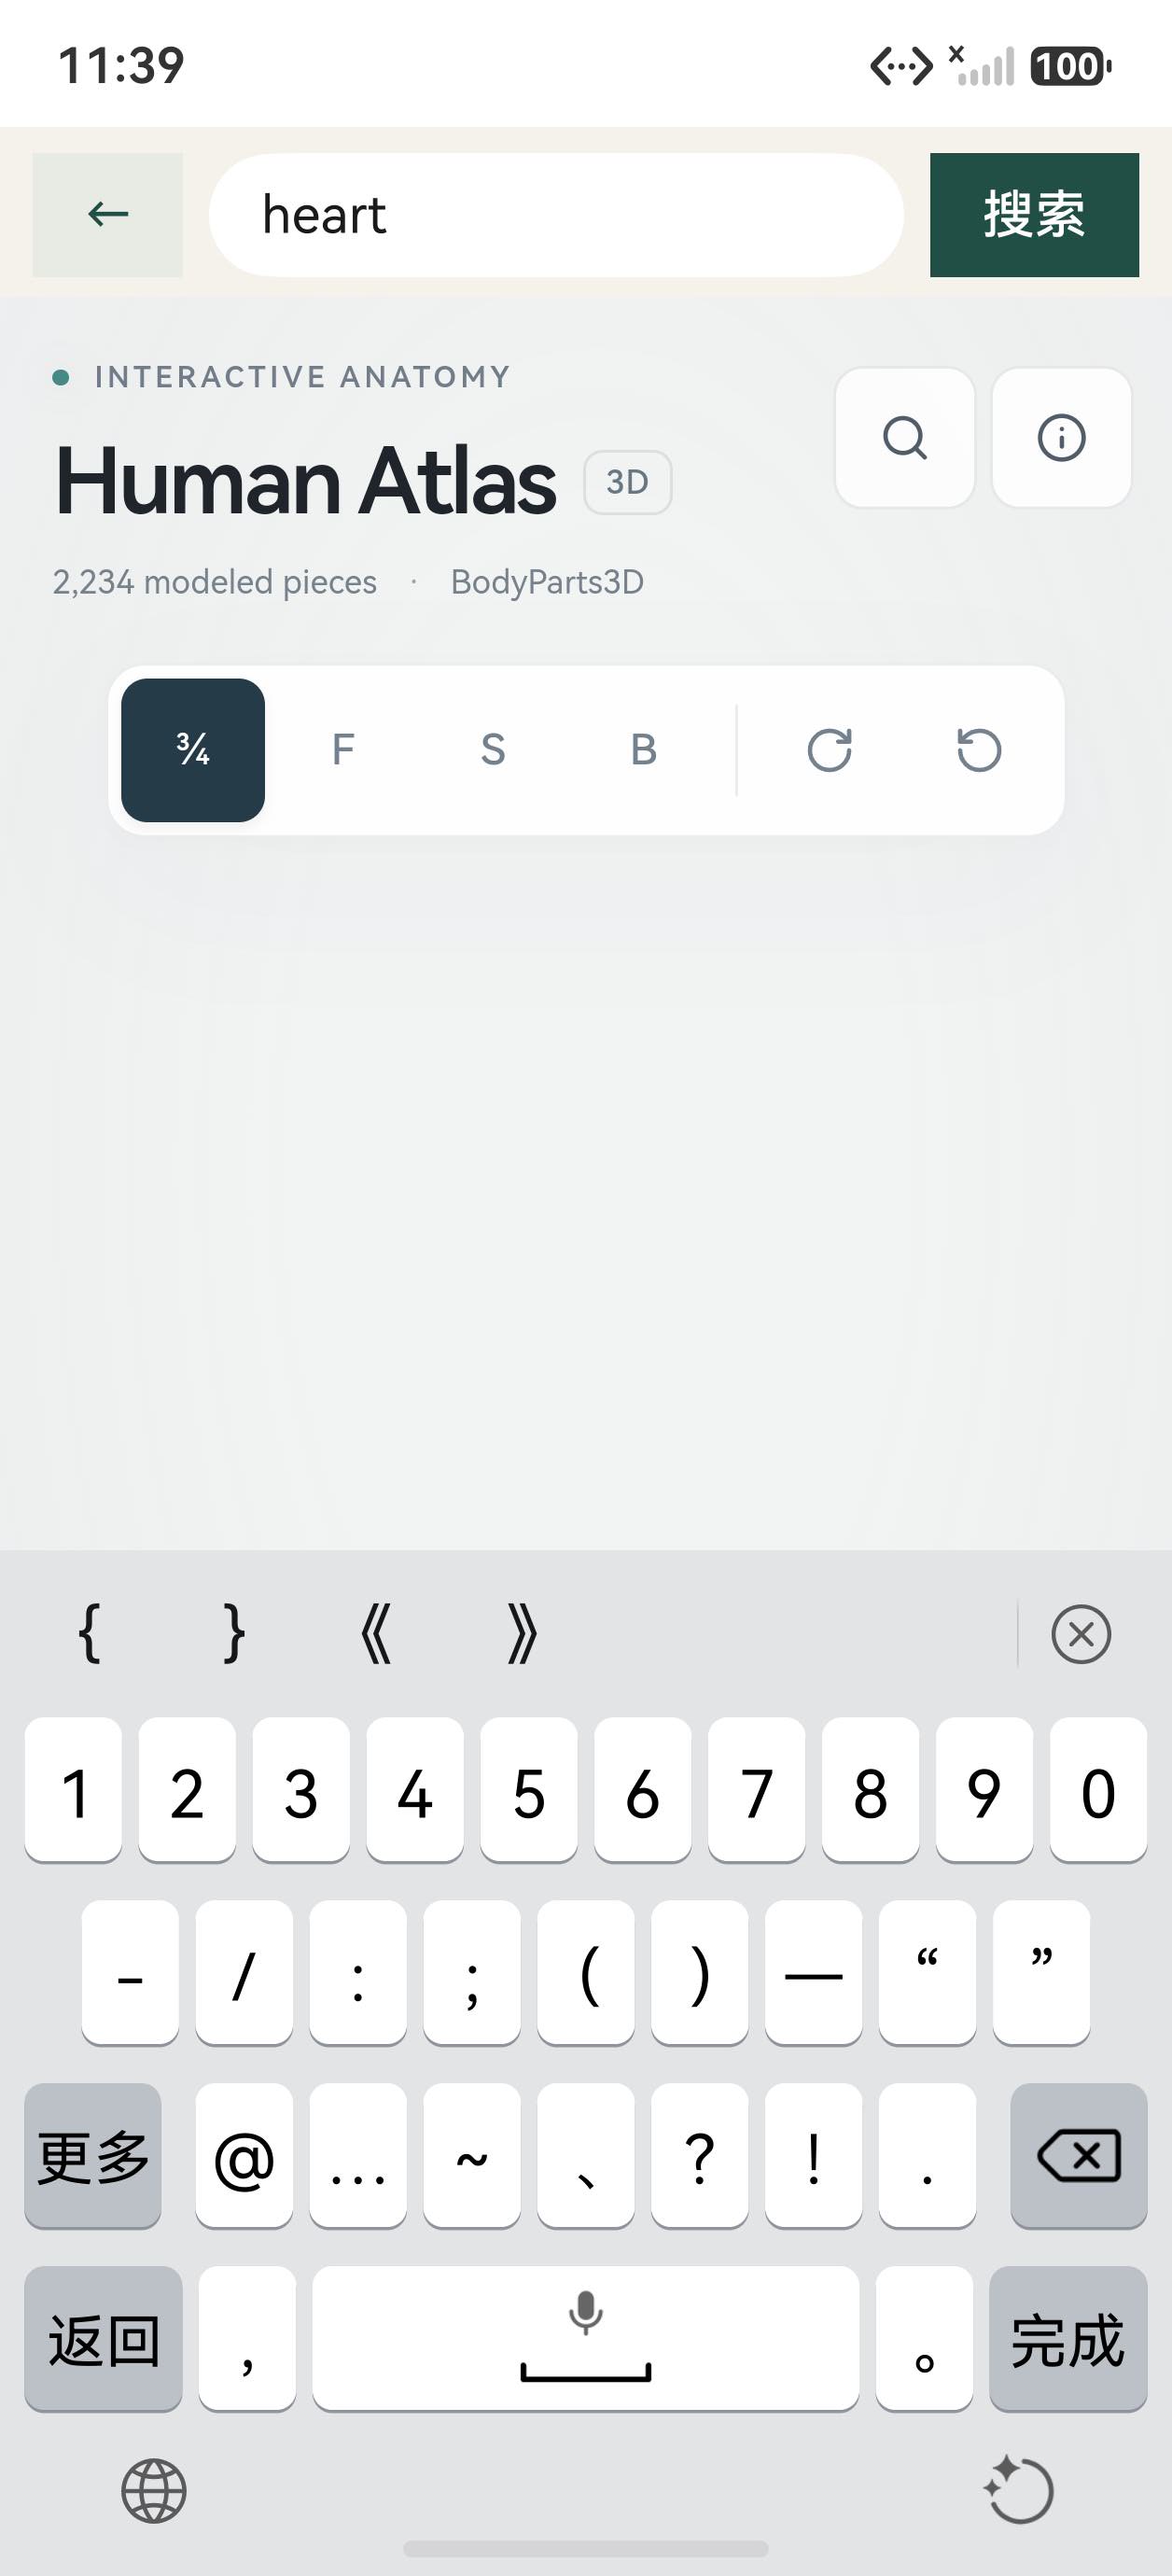 11:39
100
heart
搜索
INTERACTIVE ANATOMY
Human Atlas 3D
2,234 modeled pieces · BodyParts3D
¾ F S B
{ } 《 》
1 2 3 4 5 6 7 8 9 0
- / : ; ( ) — “ ”
更多 @ … ~ 、 ? ! .
返回 , 。 完成